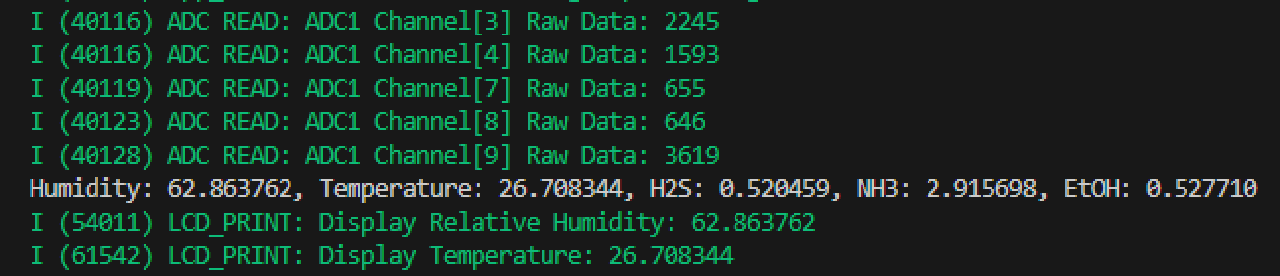 I (40116) ADC READ: ADC1 Channel[3] Raw Data: 2245
I (40116) ADC READ: ADC1 Channel[4] Raw Data: 1593
I (40119) ADC READ: ADC1 Channel[7] Raw Data: 655
I (40123) ADC READ: ADC1 Channel[8] Raw Data: 646
I (40128) ADC READ: ADC1 Channel[9] Raw Data: 3619
Humidity: 62.863762, Temperature: 26.708344, H2S: 0.520459, NH3: 2.915698, EtOH: 0.527710
I (54011) LCD_PRINT: Display Relative Humidity: 62.863762
I (61542) LCD_PRINT: Display Temperature: 26.708344